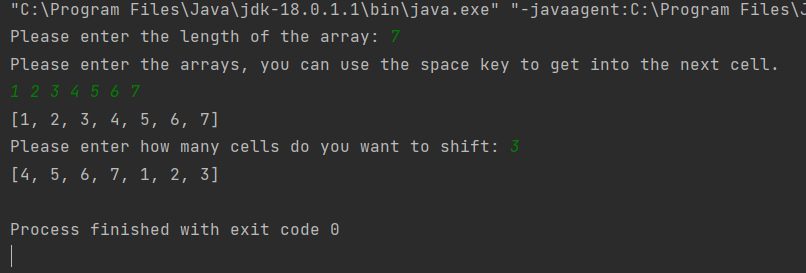 "C:\Program Files\Java\jdk-18.0.1.1\bin\java.exe" "-javaagent:C:\Program Files\J
Please enter the length of the array: 7
Please enter the arrays, you can use the space key to get into the next cell.
1 2 3 4 5 6 7
[1, 2, 3, 4, 5, 6, 7]
Please enter how many cells do you want to shift: 3
[4, 5, 6, 7, 1, 2, 3]
Process finished with exit code 0